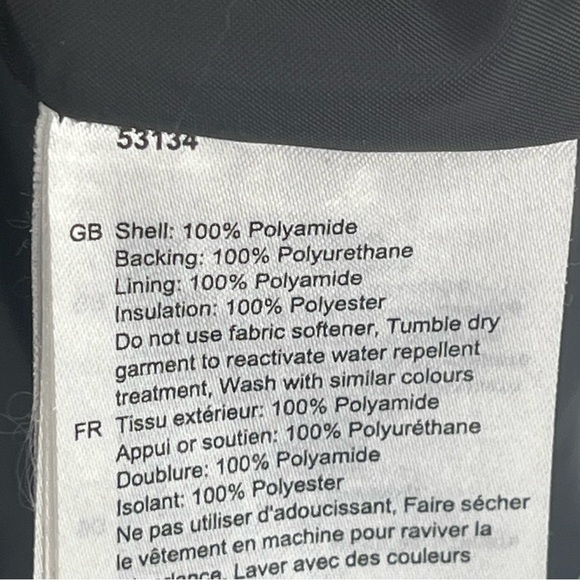 53134
GB Shell: 100% Polyamide
Backing: 100% Polyurethane
Lining: 100% Polyamide
Insulation: 100% Polyester
Do not use fabric softener, Tumble dry
garment to reactivate water repellent
treatment, Wash with similar colours
FR Tissu extérieur: 100% Polyamide
Appui or soutien: 100% Polyuréthane
Doublure: 100% Polyamide
Isolant: 100% Polyester
Ne pas utiliser d'adoucissant, Faire sécher
le vêtement en machine pour raviver la
Laver avec des couleurs